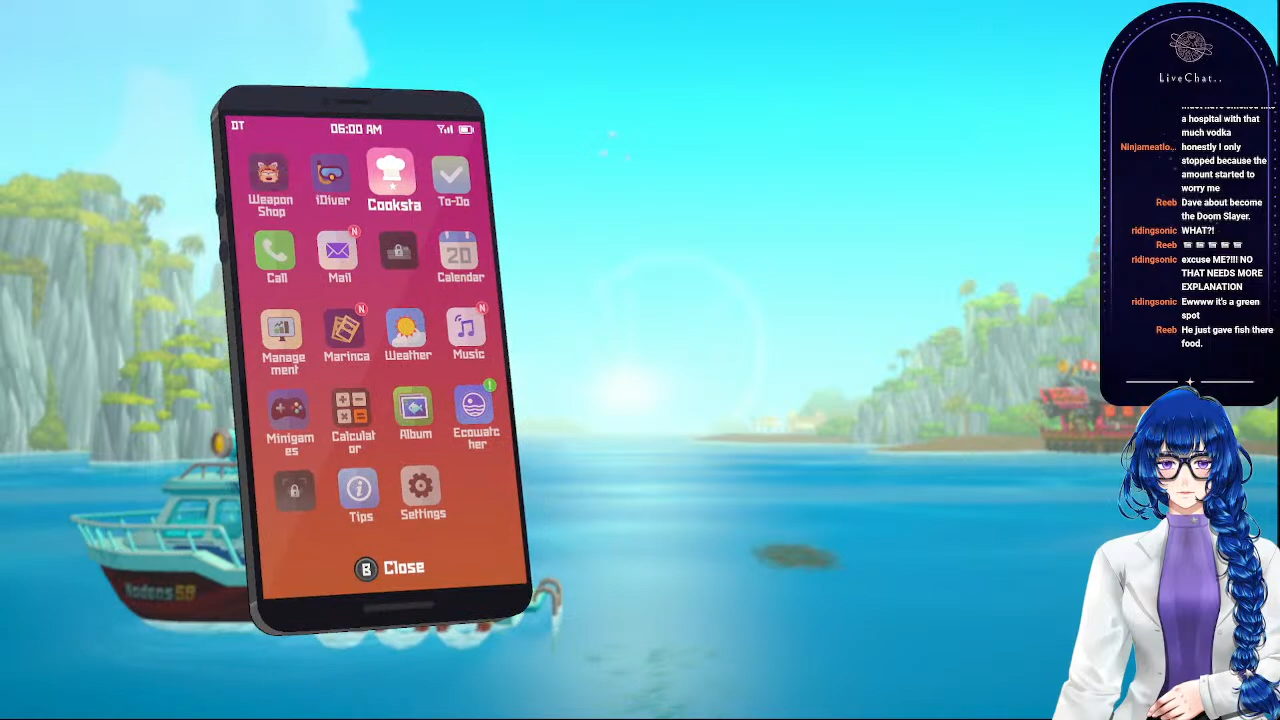 DT
06:00 AM
Weapon
Shop
iDiver
Cooksta
To-Do
Call
N
Mail
20
Calendar
Manage
ment
N
Marinca
Weather
N
Music
Minigam
es
Calculat
or
Album
Ecowatc
her
Tips
Settings
B Close
LiveChat..
a hospital with that
much vodka
Ninjameatlo... honestly I only
stopped because the
amount started to
worry me
Reeb Dave about become
the Doom Slayer.
ridingsonic WHAT?!
Reeb
ridingsonic excuse ME?!!! NO
THAT NEEDS MORE
EXPLANATION
ridingsonic Ewwww it's a green
spot
Reeb He just gave fish there
food.